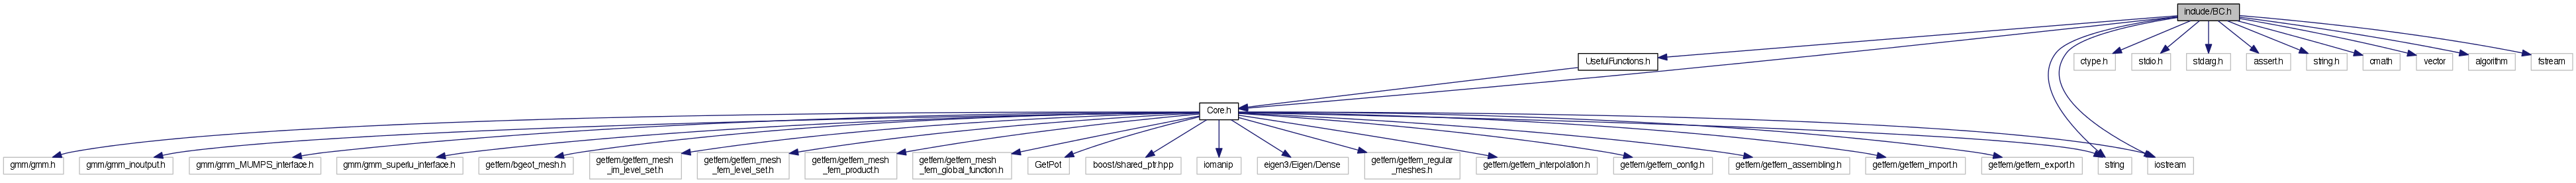 include/BC.h
UsefulFunctions.h
ctype.h
stdio.h
stdarg.h
assert.h
string.h
cmath
vector
algorithm
fstream
Core.h
gmm/gmm.h
gmm/gmm_inoutput.h
gmm/gmm_MUMPS_interface.h
gmm/gmm_superlu_interface.h
getfem/bgeot_mesh.h
getfem/getfem_mesh
_im_level_set.h
getfem/getfem_mesh
_fem_level_set.h
getfem/getfem_mesh
_fem_product.h
getfem/getfem_mesh
_fem_global_function.h
GetPot
boost/shared_ptr.hpp
iomanip
eigen3/Eigen/Dense
getfem/getfem_regular
_meshes.h
getfem/getfem_interpolation.h
getfem/getfem_config.h
getfem/getfem_assembling.h
getfem/getfem_import.h
getfem/getfem_export.h
string
iostream